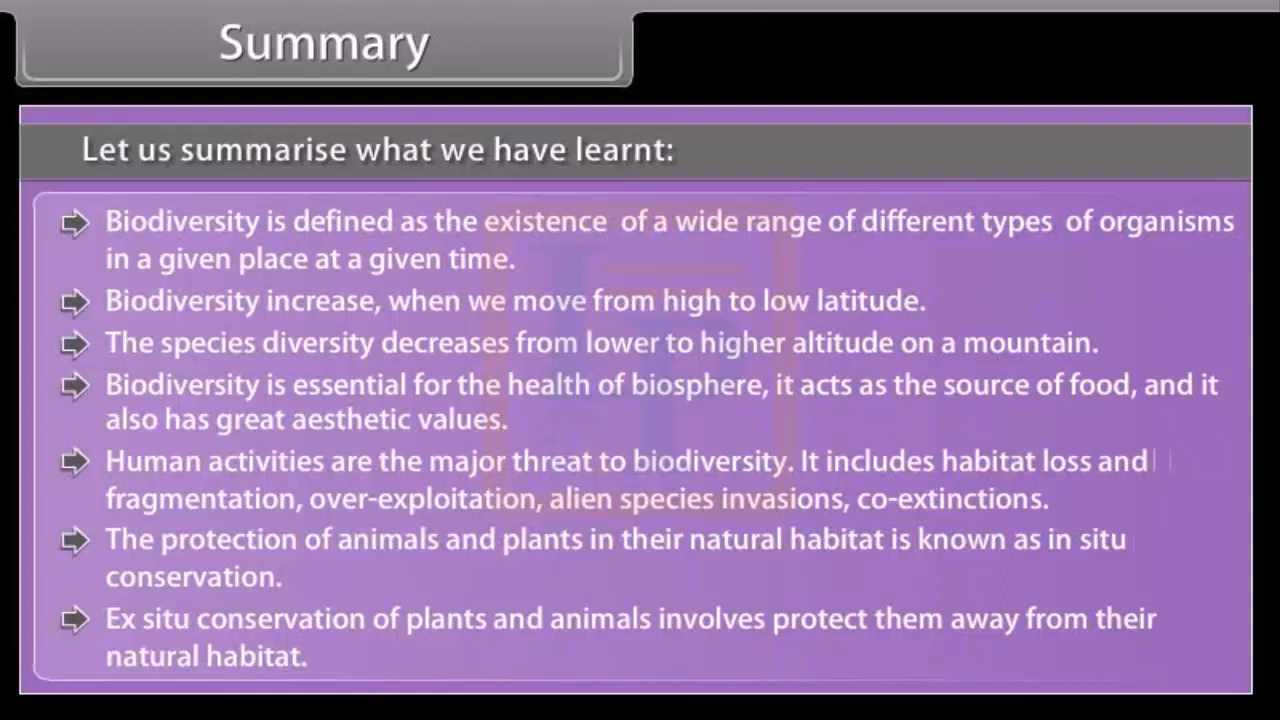 Summary
Let us summarise what we have learnt:
Biodiversity is defined as the existence of a wide range of different types of organisms
in a given place at a given time.
Biodiversity increase, when we move from high to low latitude.
The species diversity decreases from lower to higher altitude on a mountain.
Biodiversity is essential for the health of biosphere, it acts as the source of food, and it
also has great aesthetic values.
Human activities are the major threat to biodiversity. It includes habitat loss and
fragmentation, over-exploitation, alien species invasions, co-extinctions.
The protection of animals and plants in their natural habitat is known as in situ
conservation.
Ex situ conservation of plants and animals involves protect them away from their
natural habitat.